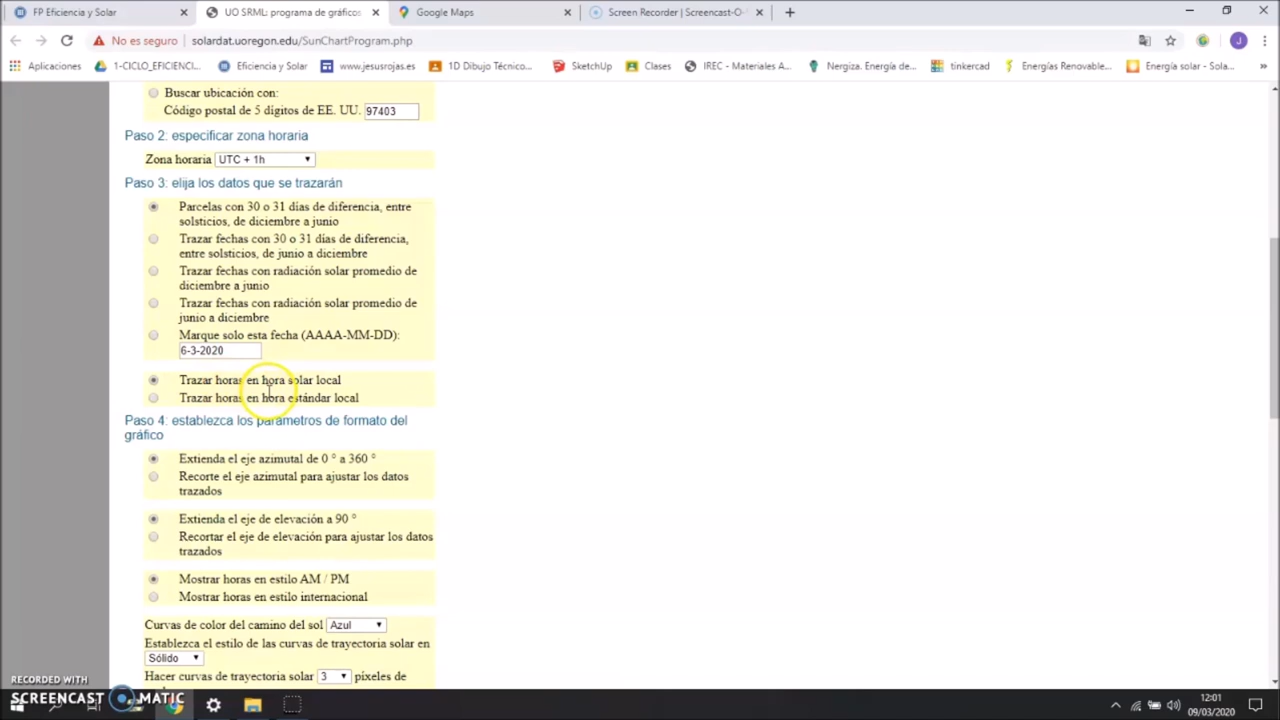 FP Eficiencia y Solar
UO SRML: programa de gráficos
Google Maps
Screen Recorder | Screencast-O-
No es seguro
solardat.uoregon.edu/SunChartProgram.php
J
Aplicaciones
1-CICLO_EFICIENCI...
Eficiencia y Solar
www.jesusrojas.es
1D Dibujo Técnico...
SketchUp
Clases
IREC - Materiales A...
Nergiza. Energía de...
tinkercad
Energías Renovable...
Energía solar - Sola...
Buscar ubicación con:
Código postal de 5 dígitos de EE. UU. 97403
Paso 2: especificar zona horaria
Zona horaria UTC + 1h
Paso 3: elija los datos que se trazarán
Parcelas con 30 o 31 días de diferencia, entre
solsticios, de diciembre a junio
Trazar fechas con 30 o 31 días de diferencia,
entre solsticios, de junio a diciembre
Trazar fechas con radiación solar promedio de
diciembre a junio
Trazar fechas con radiación solar promedio de
junio a diciembre
Marque solo esta fecha (AAAA-MM-DD):
6-3-2020
Trazar horas en hora solar local
Trazar horas en hora estándar local
Paso 4: establezca los parámetros de formato del
gráfico
Extienda el eje azimutal de 0 ° a 360 °
Recorte el eje azimutal para ajustar los datos
trazados
Extienda el eje de elevación a 90 °
Recortar el eje de elevación para ajustar los datos
trazados
Mostrar horas en estilo AM / PM
Mostrar horas en estilo internacional
Curvas de color del camino del sol Azul
Establezca el estilo de las curvas de trayectoria solar en
Sólido
Hacer curvas de trayectoria solar 3 píxeles de
RECORDED WITH
SCREENCAST MATIC
12:01
09/03/2020